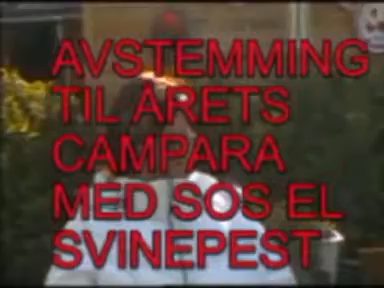 AVSTEMMING
TIL ÅRETS
CAMPARA
MED SOS EL
SVINEPEST